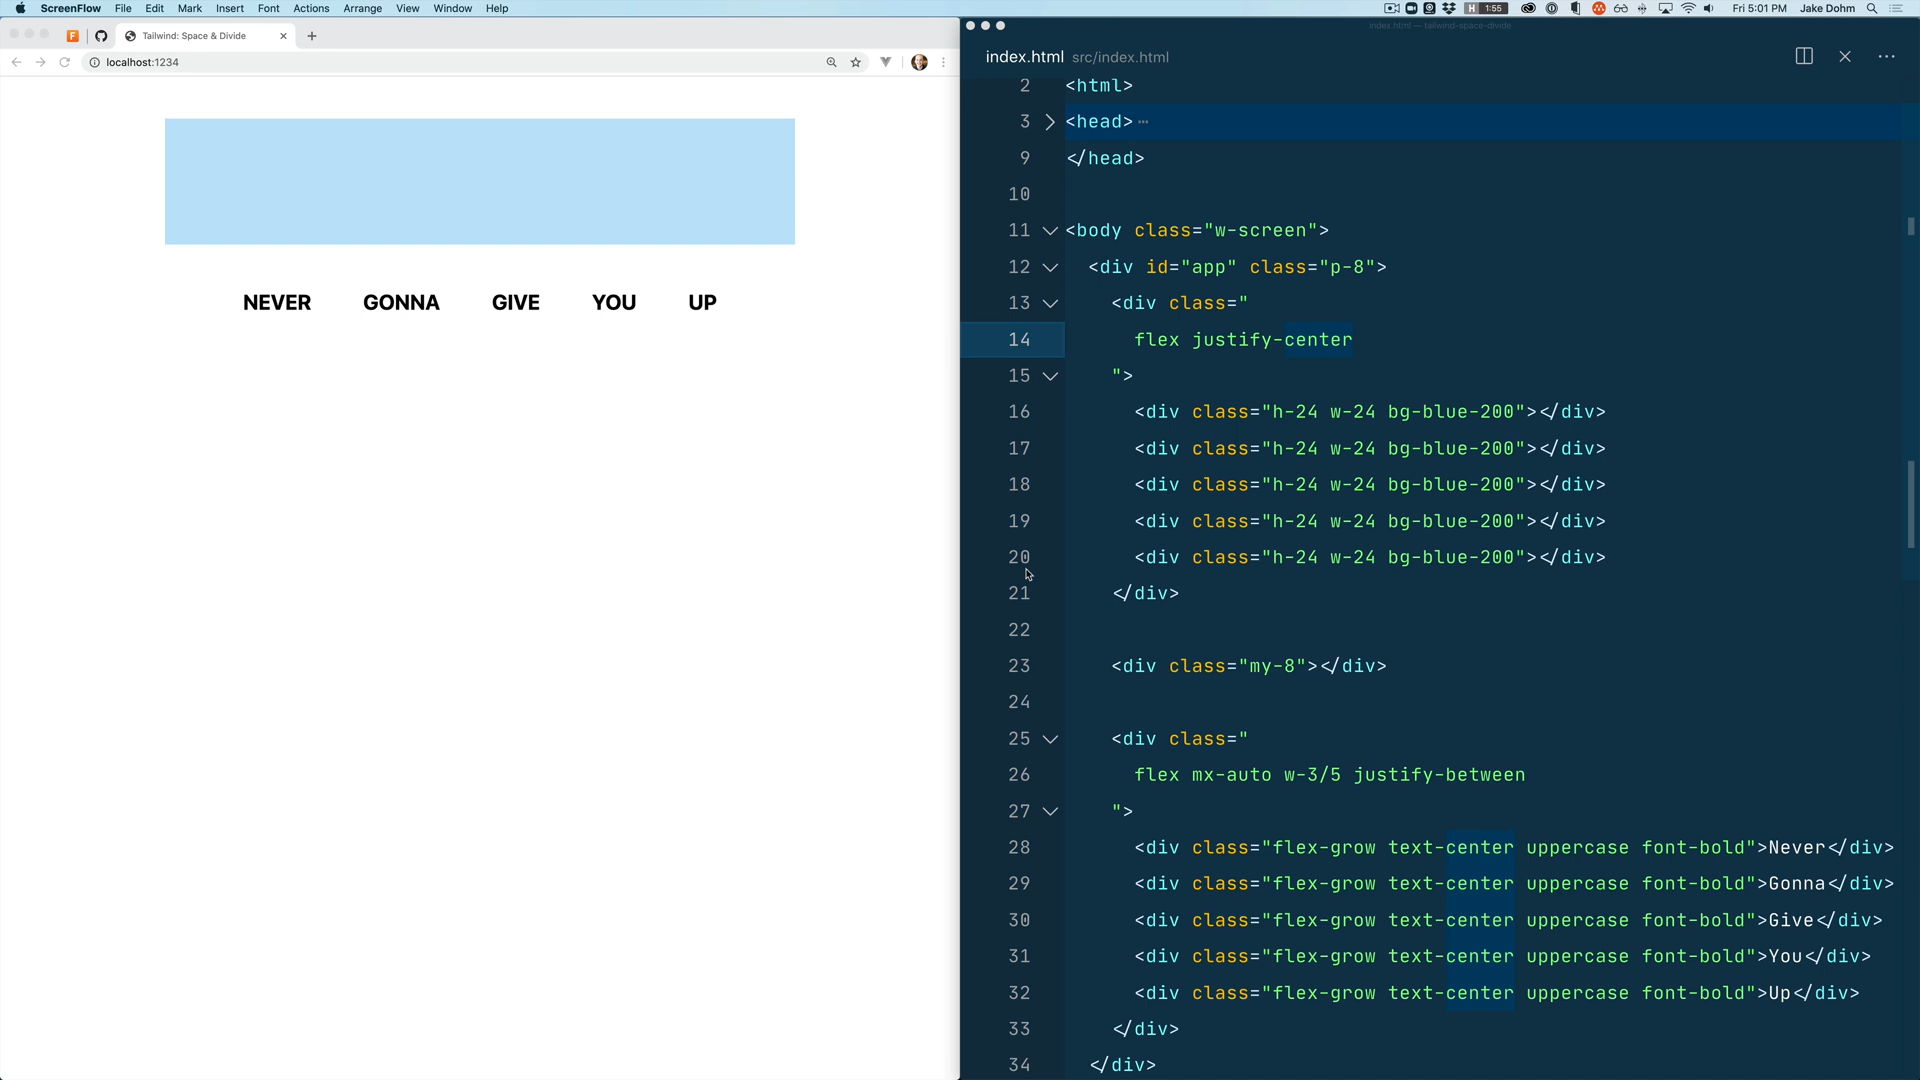 ScreenFlow File Edit Mark Insert Font Actions Arrange View Window Help
H 1:55 Fri 5:01 PM Jake Dohm
F Tailwind: Space & Divide
localhost:1234
NEVER GONNA GIVE YOU UP
index.html — tailwind-space-divide
index.html src/index.html
2 <html>
3 <head> ⋯
9 </head>
10
11 <body class="w-screen">
12 <div id="app" class="p-8">
13 <div class="
14 flex justify-center
15 ">
16 <div class="h-24 w-24 bg-blue-200"></div>
17 <div class="h-24 w-24 bg-blue-200"></div>
18 <div class="h-24 w-24 bg-blue-200"></div>
19 <div class="h-24 w-24 bg-blue-200"></div>
20 <div class="h-24 w-24 bg-blue-200"></div>
21 </div>
22
23 <div class="my-8"></div>
24
25 <div class="
26 flex mx-auto w-3/5 justify-between
27 ">
28 <div class="flex-grow text-center uppercase font-bold">Never</div>
29 <div class="flex-grow text-center uppercase font-bold">Gonna</div>
30 <div class="flex-grow text-center uppercase font-bold">Give</div>
31 <div class="flex-grow text-center uppercase font-bold">You</div>
32 <div class="flex-grow text-center uppercase font-bold">Up</div>
33 </div>
34 </div>